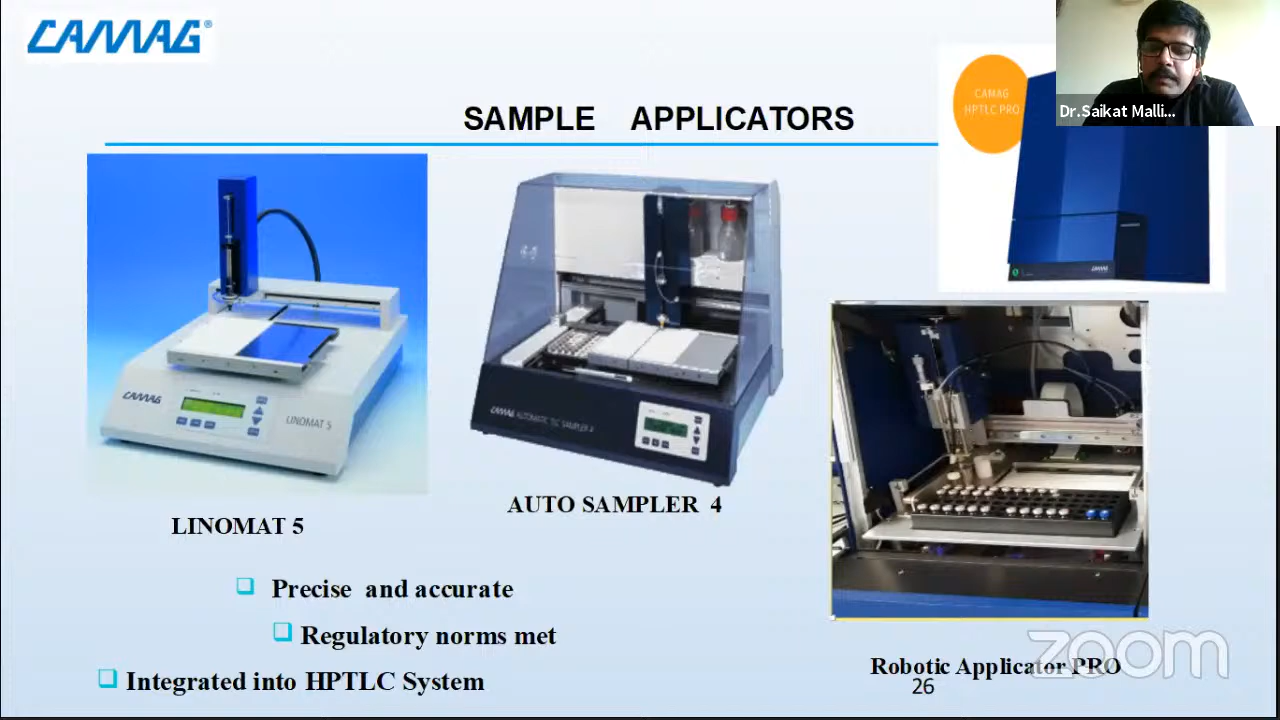 CAMAG®
CAMAG
HPTLC PRO
Dr.Saikat Malli...
SAMPLE APPLICATORS
CAMAG
LINOMAT 5
CAMAG AUTOMATIC TLC SAMPLER 4
CAMAG
LINOMAT 5
AUTO SAMPLER 4
Precise and accurate
Regulatory norms met
Integrated into HPTLC System
Robotic Applicator PRO
26
zoom